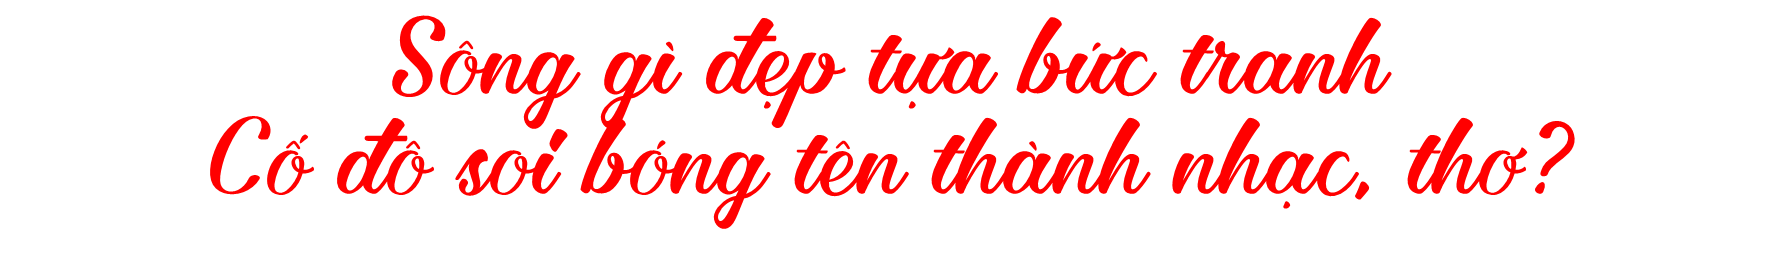 Sông gì đẹp tựa bức tranh
Cố đô soi bóng tên thành nhạc, thơ?